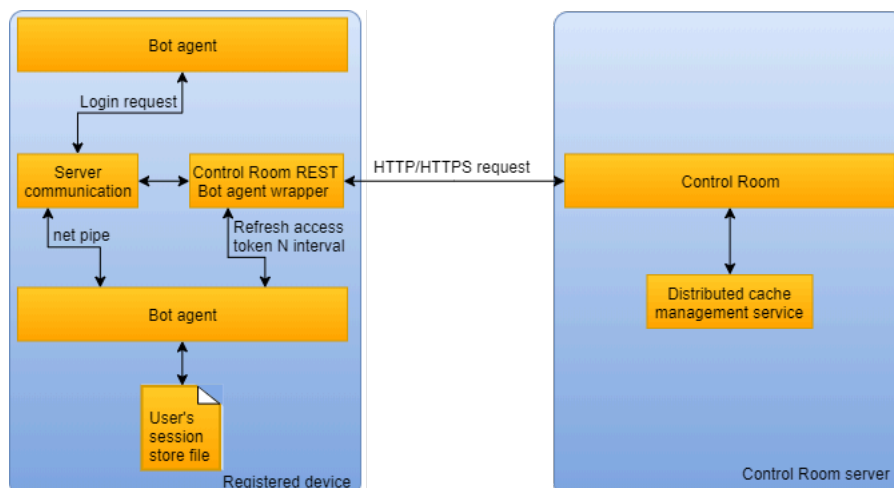 Bot agent
Login request
Server
communication
Control Room REST
Bot agent wrapper
HTTP/HTTPS request
Control Room
net pipe
Refresh access
token N interval
Distributed cache
management service
Bot agent
User's
session
store file
Registered device
Control Room server